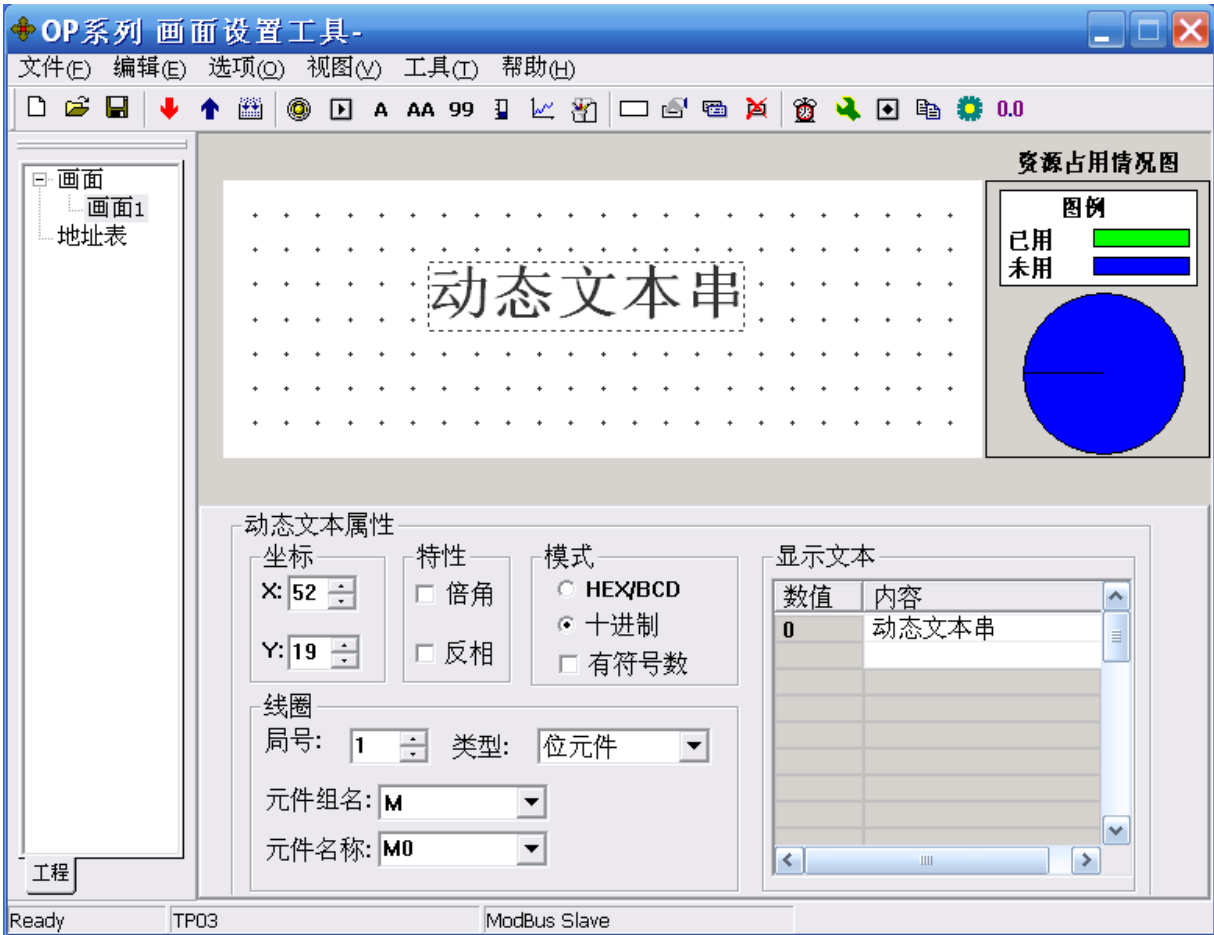 OP系列 画面设置工具-
文件(F) 编辑(E) 选项(O) 视图(V) 工具(T) 帮助(H)
A AA 99 0.0
画面
画面1
地址表
工程
动态文本串
资源占用情况图
图例
已用
未用
动态文本属性
坐标
X: 52
Y: 19
特性
倍角
反相
模式
HEX/BCD
十进制
有符号数
线圈
局号: 1 类型: 位元件
元件组名: M
元件名称: M0
显示文本
数值 内容
0 动态文本串
Ready TP03 ModBus Slave